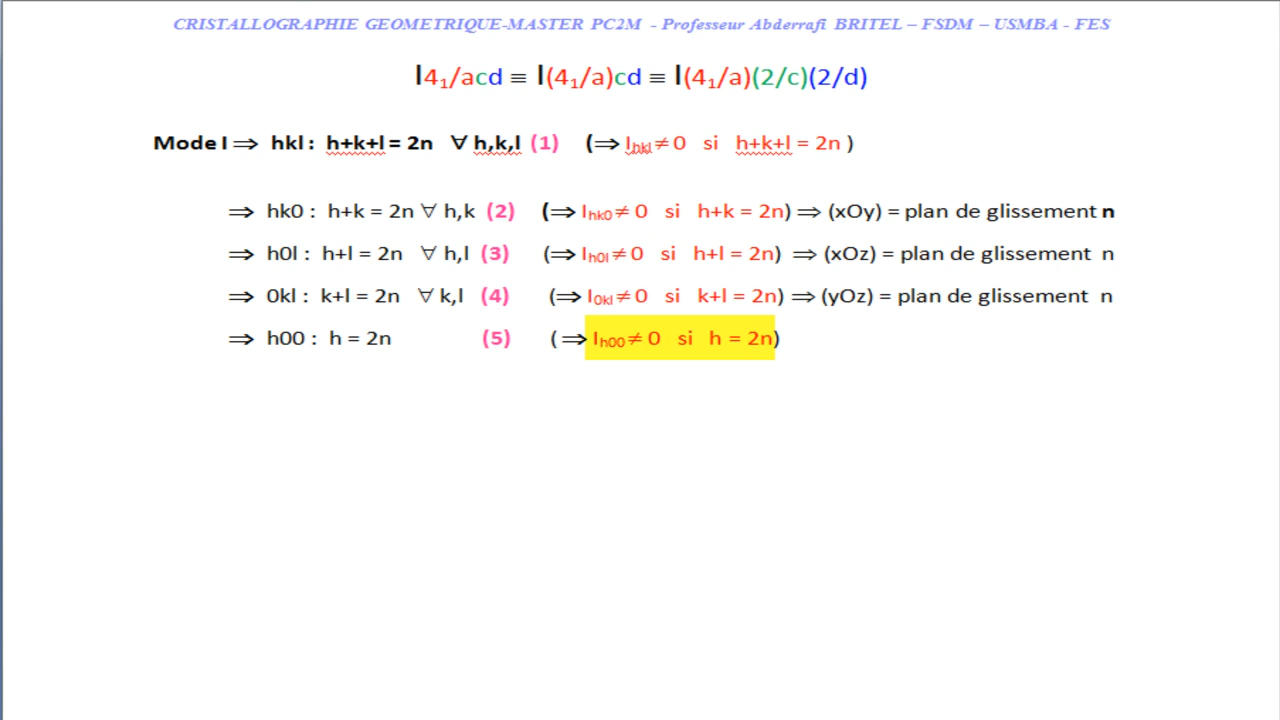 CRISTALLOGRAPHIE GEOMETRIQUE-MASTER PC2M - Professeur Abderrafi BRITEL – FSDM – USMBA - FES
I4₁/acd ≡ I(4₁/a)cd ≡ I(4₁/a)(2/c)(2/d)
Mode I ⇒ hkl : h+k+l = 2n ∀ h,k,l (1) (⇒ Ihkl ≠ 0 si h+k+l = 2n )
⇒ hk0 : h+k = 2n ∀ h,k (2) (⇒ Ihk0 ≠ 0 si h+k = 2n) ⇒ (xOy) = plan de glissement n
⇒ h0l : h+l = 2n ∀ h,l (3) (⇒ Ih0l ≠ 0 si h+l = 2n) ⇒ (xOz) = plan de glissement n
⇒ 0kl : k+l = 2n ∀ k,l (4) (⇒ I0kl ≠ 0 si k+l = 2n) ⇒ (yOz) = plan de glissement n
⇒ h00 : h = 2n (5) ( ⇒ Ih00 ≠ 0 si h = 2n)